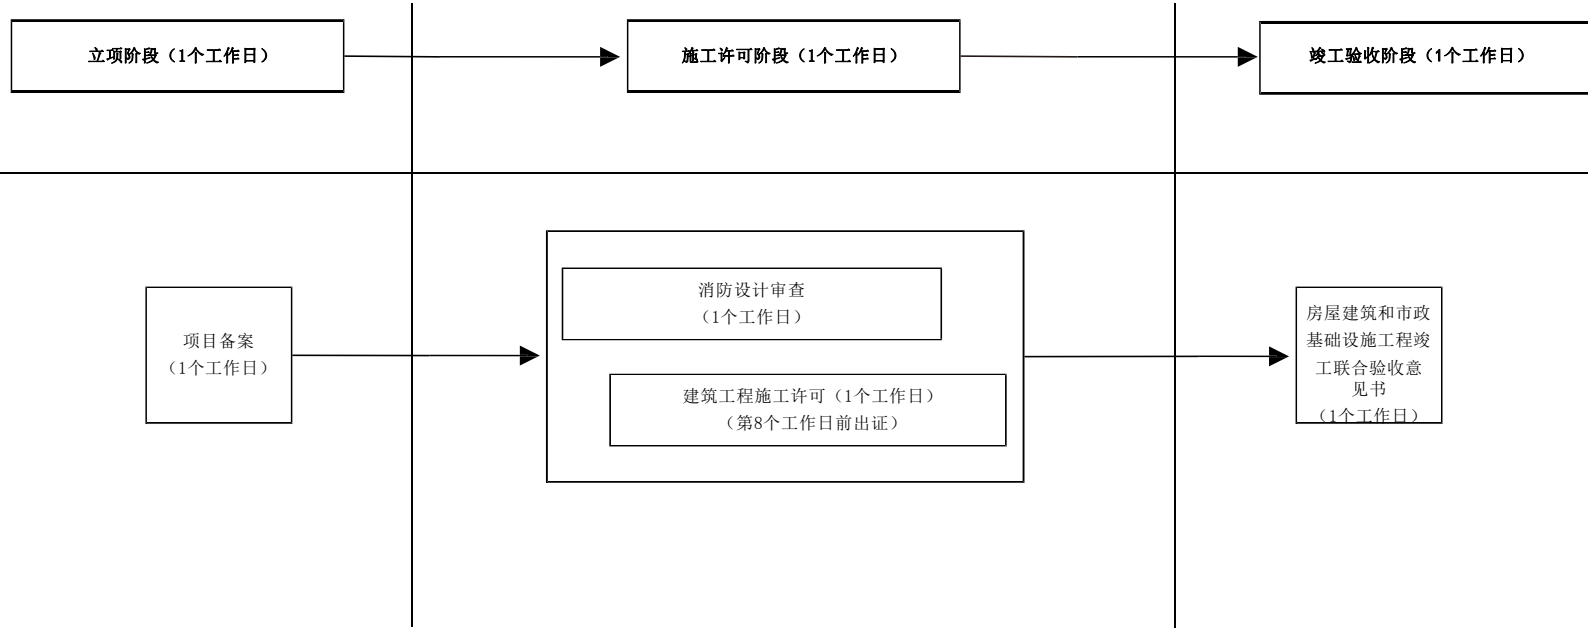 立项阶段（1个工作日）
施工许可阶段（1个工作日）
竣工验收阶段（1个工作日）
项目备案
（1个工作日）
消防设计审查
（1个工作日）
建筑工程施工许可（1个工作日）
（第8个工作日前出证）
房屋建筑和市政
基础设施工程竣
工联合验收意
见书
（1个工作日）